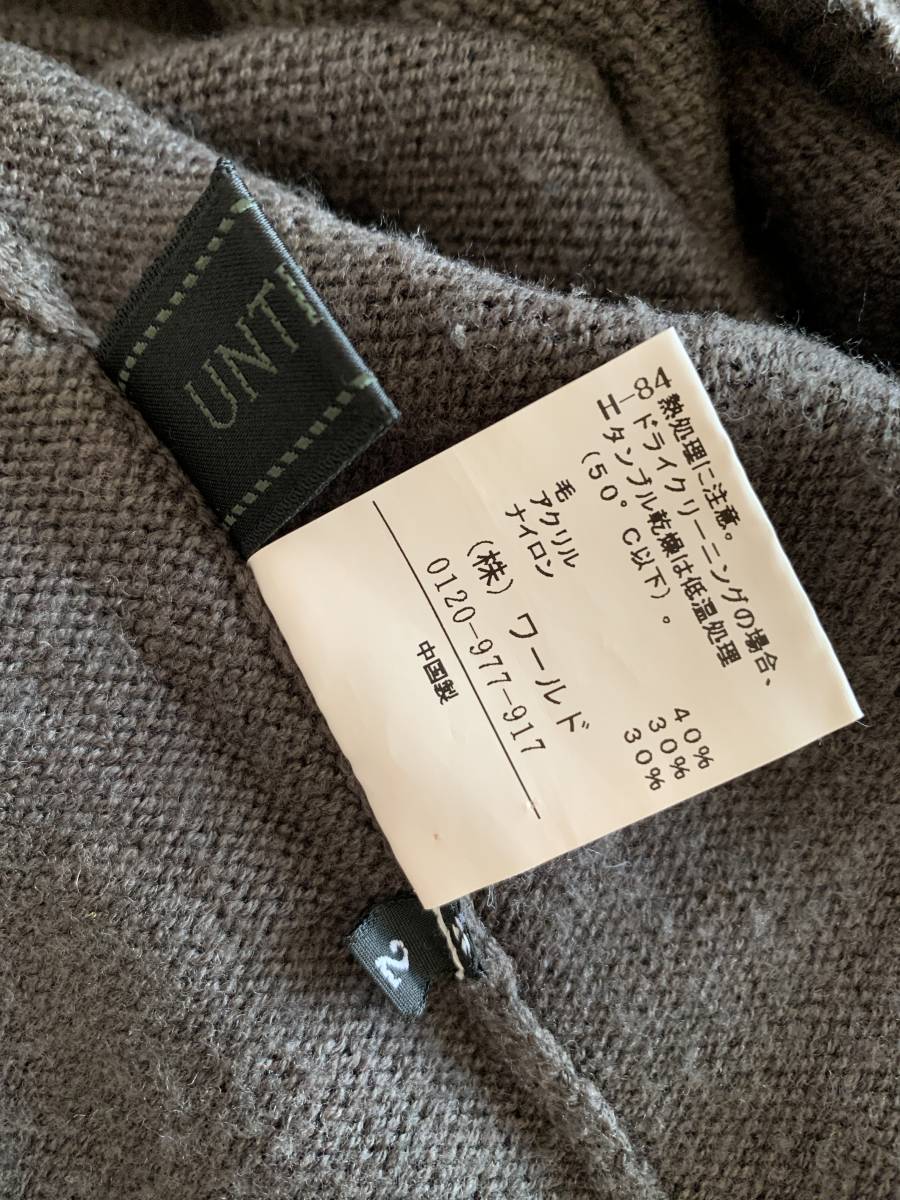 UNTI
84熱処理に注意。
H-ドライクリーニングの場合、
タンブル乾燥は低温処理
(50°C以下)。
毛 40%
アクリル 30%
ナイロン 30%
(株)ワールド
0120-977-917
中国製
2